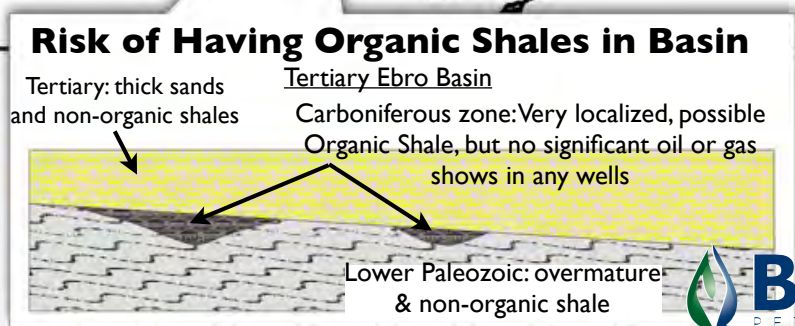 Risk of Having Organic Shales in Basin
Tertiary: thick sands
and non-organic shales
Tertiary Ebro Basin
Carboniferous zone: Very localized, possible
Organic Shale, but no significant oil or gas
shows in any wells
Lower Paleozoic: overmature
& non-organic shale
B
P E T